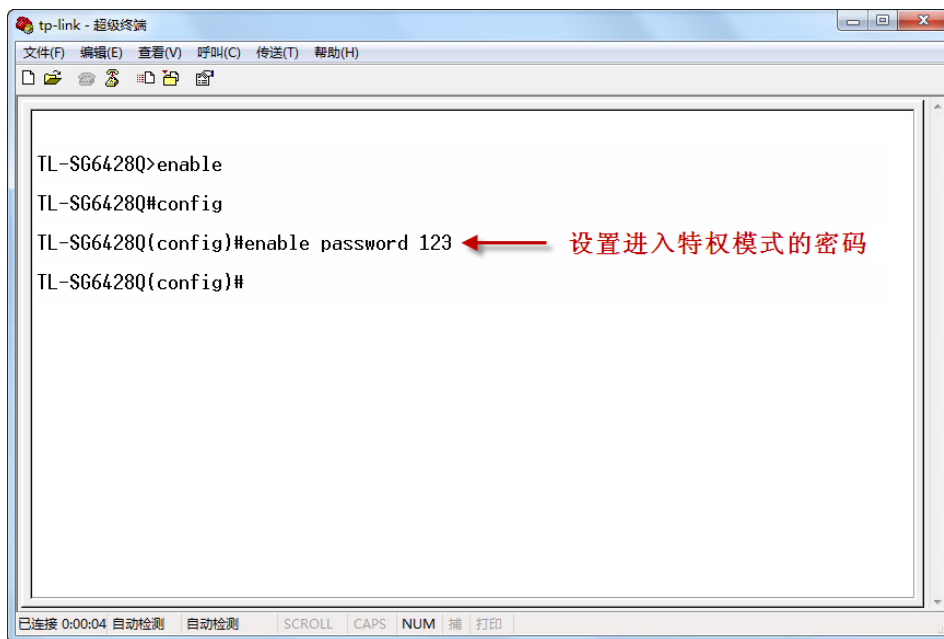 tp-link - 超级终端
文件(F) 编辑(E) 查看(V) 呼叫(C) 传送(T) 帮助(H)
TL-SG6428Q>enable
TL-SG6428Q#config
TL-SG6428Q(config)#enable password 123 设置进入特权模式的密码
TL-SG6428Q(config)#
已连接 0:00:04 自动检测 自动检测 SCROLL CAPS NUM 捕 打印